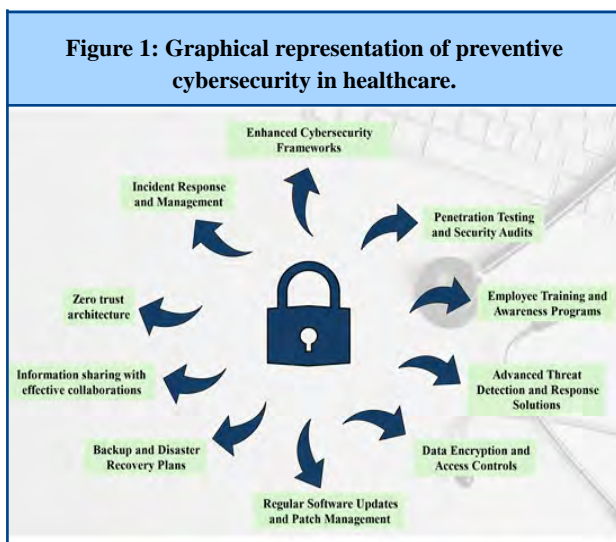 Figure 1: Graphical representation of preventive
cybersecurity in healthcare.
Enhanced Cybersecurity
Frameworks
Incident Response
and Management
Penetration Testing
and Security Audits
Zero trust
architecture
Employee Training and
Awareness Programs
Information sharing with
effective collaborations
Advanced Threat
Detection and Response
Solutions
Backup and Disaster
Recovery Plans
Data Encryption and
Access Controls
Regular Software Updates
and Patch Management